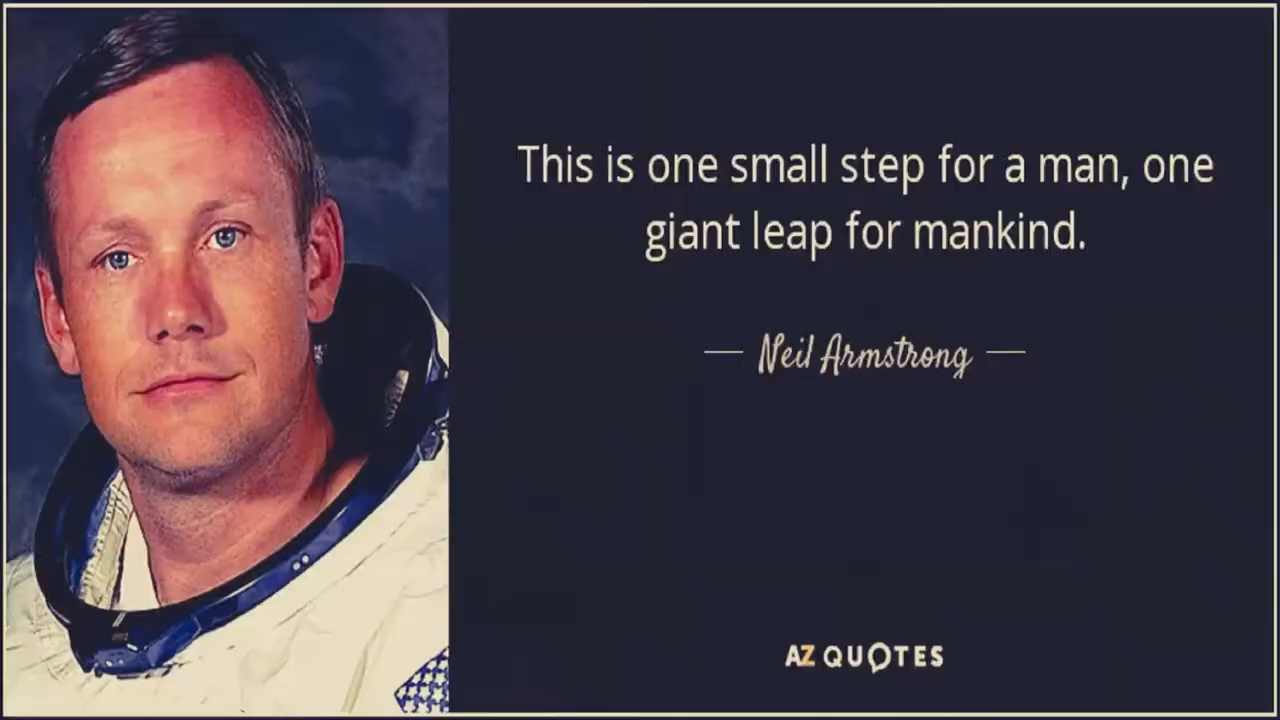 This is one small step for a man, one
giant leap for mankind.
— Neil Armstrong —
AZ QUOTES